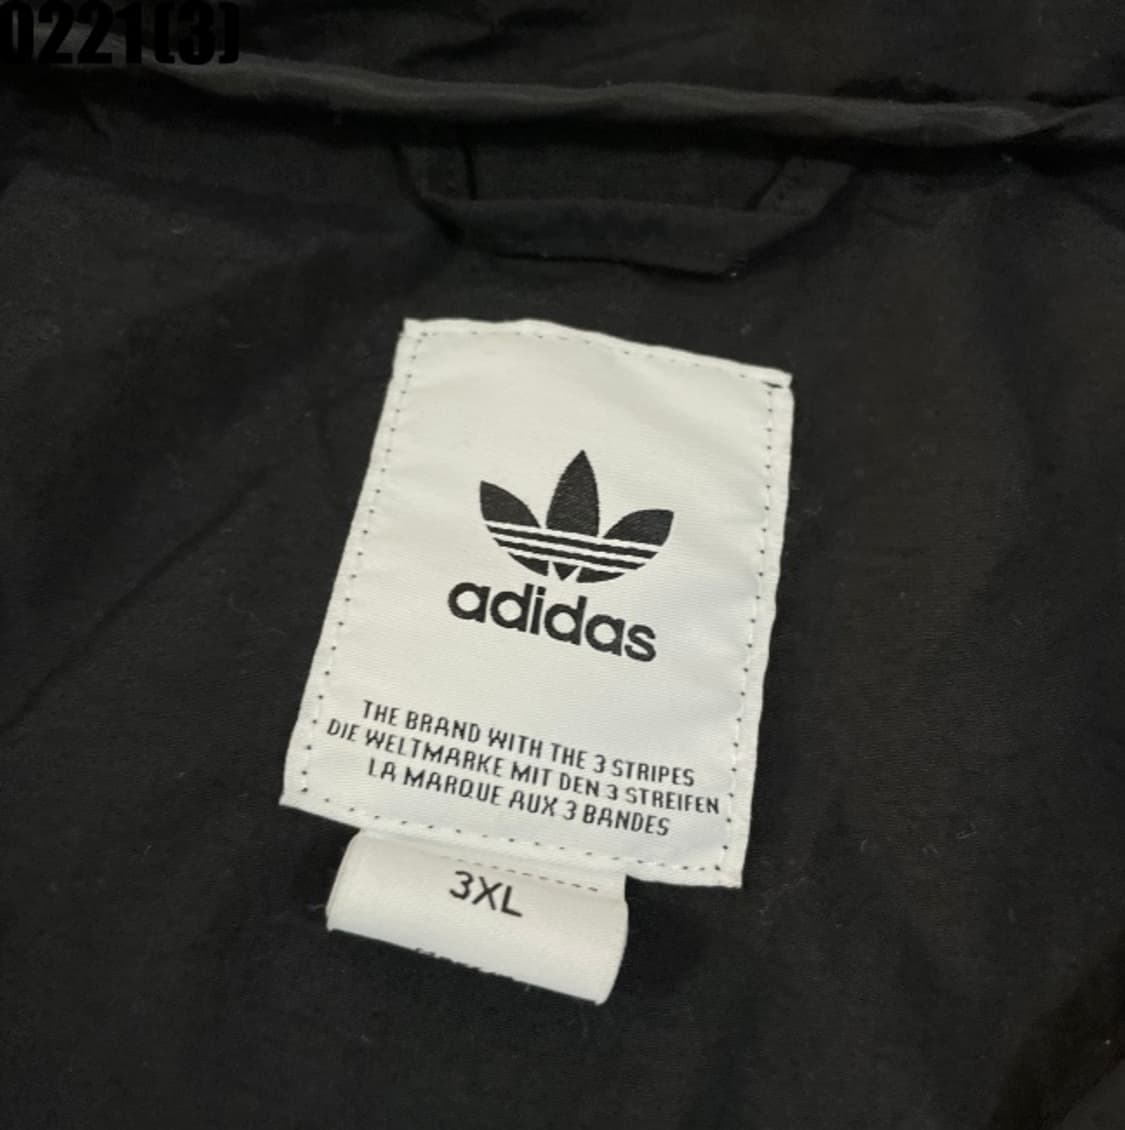 0221(3)
adidas
THE BRAND WITH THE 3 STRIPES
DIE WELTMARKE MIT DEN 3 STREIFEN
LA MARQUE AUX 3 BANDES
3XL